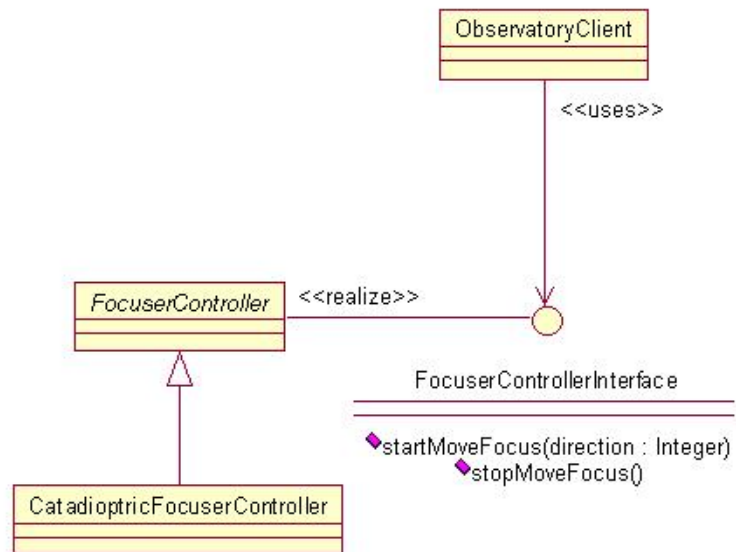 ObservatoryClient
<<uses>>
FocuserController
<<realize>>
FocuserControllerInterface
startMoveFocus(direction : Integer)
stopMoveFocus()
CatadioptricFocuserController